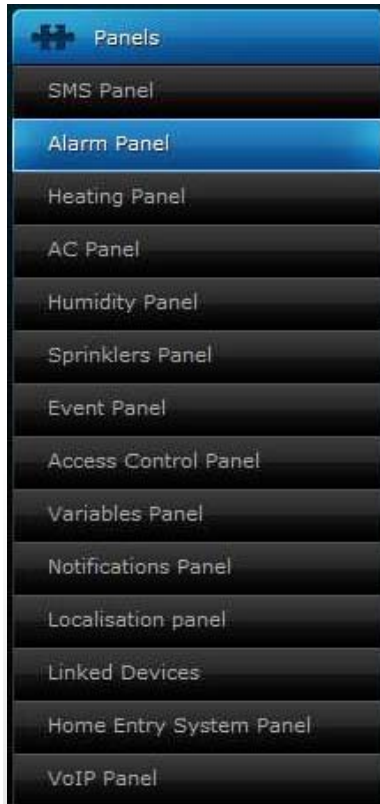 Panels
SMS Panel
Alarm Panel
Heating Panel
AC Panel
Humidity Panel
Sprinklers Panel
Event Panel
Access Control Panel
Variables Panel
Notifications Panel
Localisation panel
Linked Devices
Home Entry System Panel
VoIP Panel